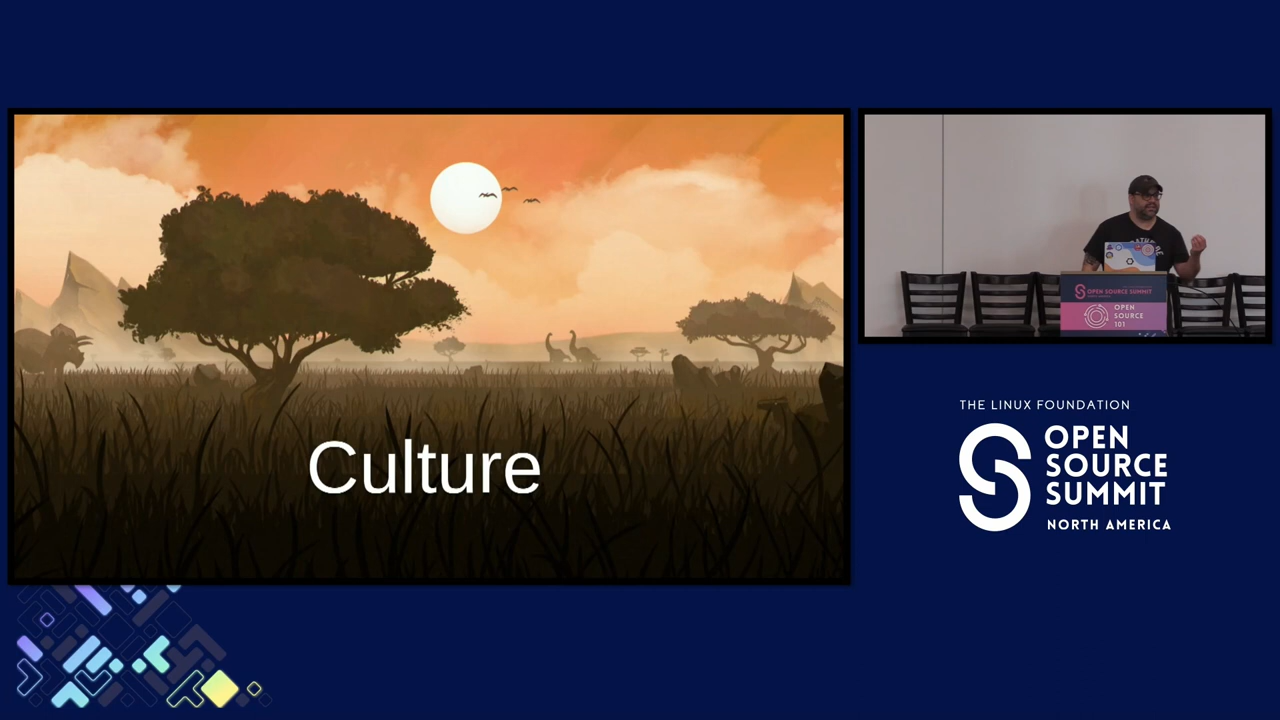 Culture
OPEN SOURCE SUMMIT
OPEN
SOURCE
101
THE LINUX FOUNDATION
OPEN
SOURCE
SUMMIT
NORTH AMERICA